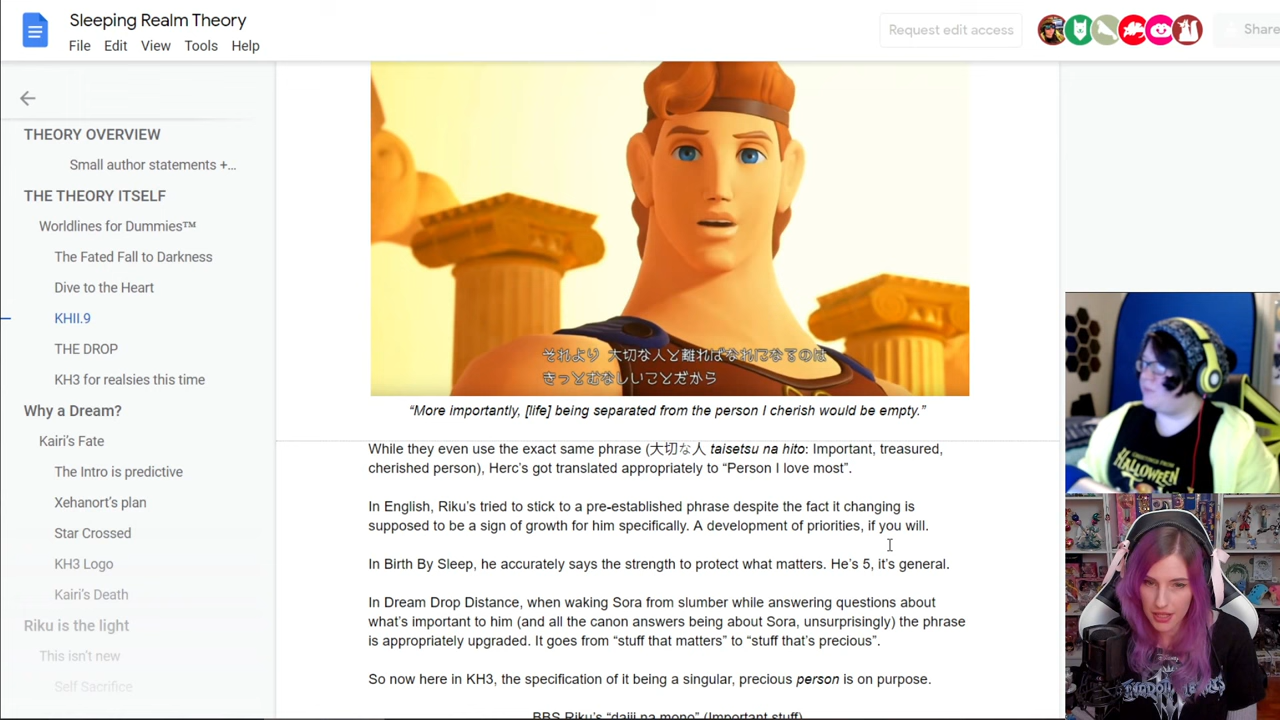 Sleeping Realm Theory
File Edit View Tools Help
Request edit access
Share
THEORY OVERVIEW
Small author statements +...
THE THEORY ITSELF
Worldlines for Dummies™
The Fated Fall to Darkness
Dive to the Heart
KHII.9
THE DROP
KH3 for realsies this time
Why a Dream?
Kairi's Fate
The Intro is predictive
Xehanort's plan
Star Crossed
KH3 Logo
Kairi's Death
Riku is the light
This isn't new
Self Sacrifice
それより 大切な人と離ればなれになるのは
きっとむなしいことだから
“More importantly, [life] being separated from the person I cherish would be empty.”
While they even use the exact same phrase (大切な人 taisetsu na hito: Important, treasured,
cherished person), Herc's got translated appropriately to “Person I love most”.
In English, Riku's tried to stick to a pre-established phrase despite the fact it changing is
supposed to be a sign of growth for him specifically. A development of priorities, if you will.
In Birth By Sleep, he accurately says the strength to protect what matters. He's 5, it's general.
In Dream Drop Distance, when waking Sora from slumber while answering questions about
what's important to him (and all the canon answers being about Sora, unsurprisingly) the phrase
is appropriately upgraded. It goes from “stuff that matters” to “stuff that's precious”.
So now here in KH3, the specification of it being a singular, precious person is on purpose.
BBS Riku's “daiji na mono” (Important stuff)
HALLOWEEN